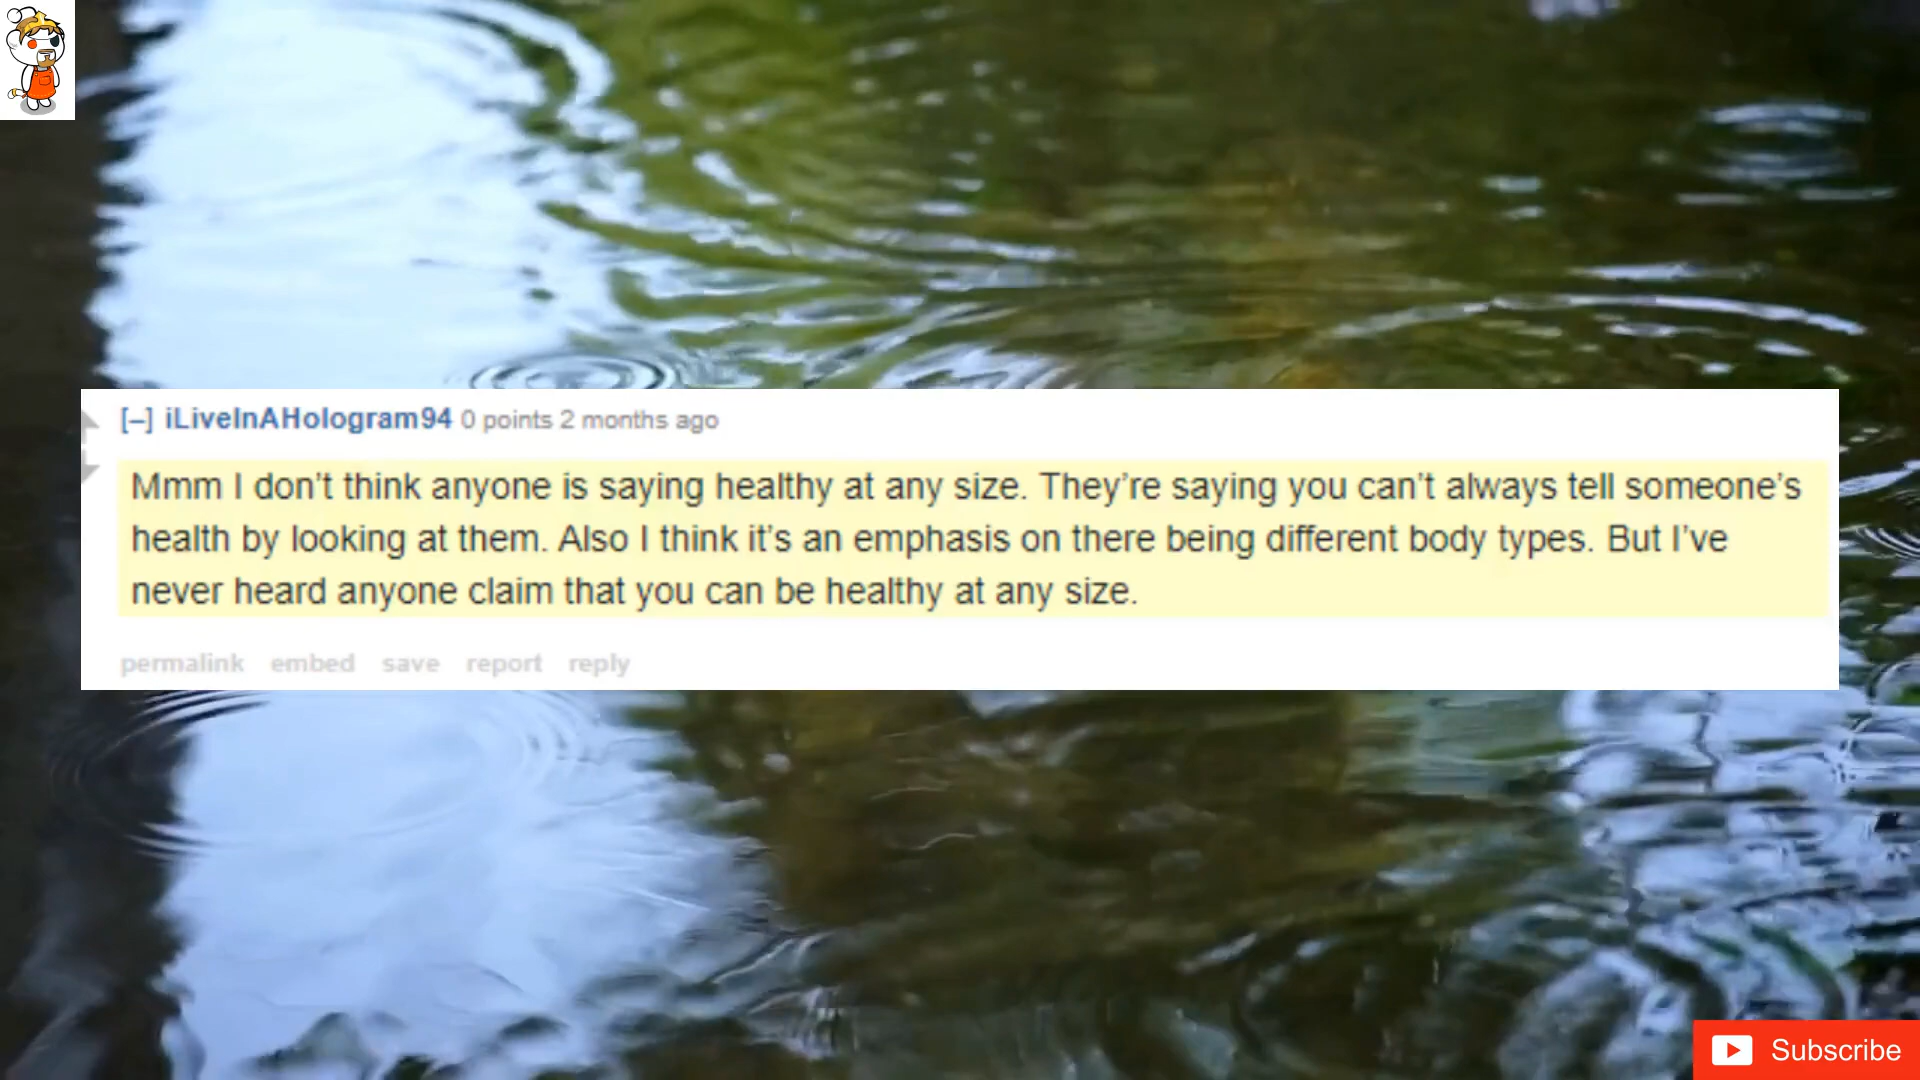 [–] iLiveInAHologram94 0 points 2 months ago
Mmm I don't think anyone is saying healthy at any size. They're saying you can't always tell someone's
health by looking at them. Also I think it's an emphasis on there being different body types. But I've
never heard anyone claim that you can be healthy at any size.
permalink embed save report reply
Subscribe